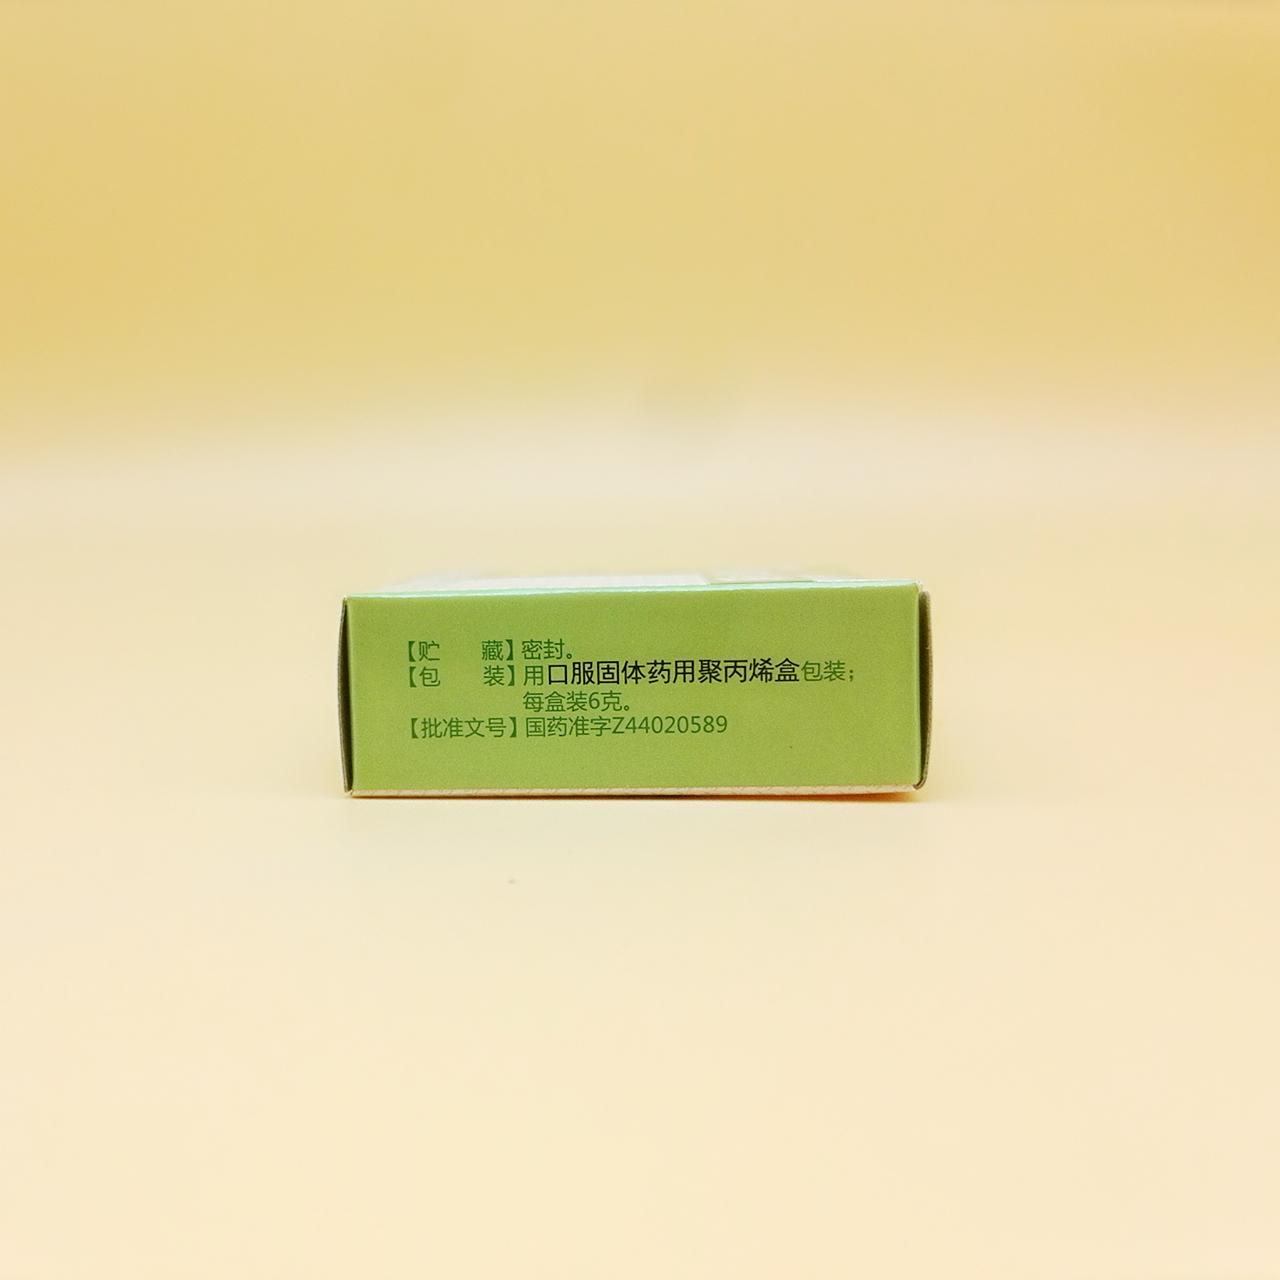 【贮 藏】密封。
【包 装】用口服固体药用聚丙烯盒包装；
每盒装6克。
【批准文号】国药准字Z44020589